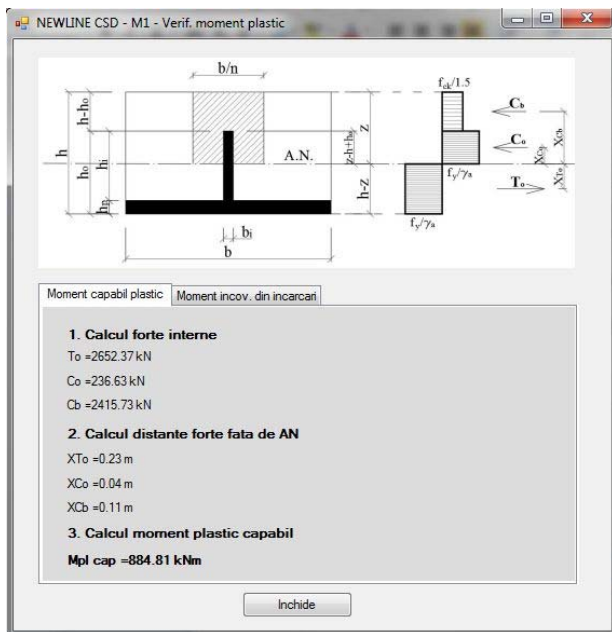 NEWLINE CSD - M1 - Verif. moment plastic
b/n
fck/1.5
Cb
h-ho
z
XCb
h
hi
z-h+ho
A.N.
Co
XCo
ho
fy/γa
h-z
To
XTo
hp
bi
fy/γa
b
Moment capabil plastic
Moment incov. din incarcari
1. Calcul forte interne
To =2652.37 kN
Co =236.63 kN
Cb =2415.73 kN
2. Calcul distante forte fata de AN
XTo =0.23 m
XCo =0.04 m
XCb =0.11 m
3. Calcul moment plastic capabil
Mpl cap =884.81 kNm
Inchide